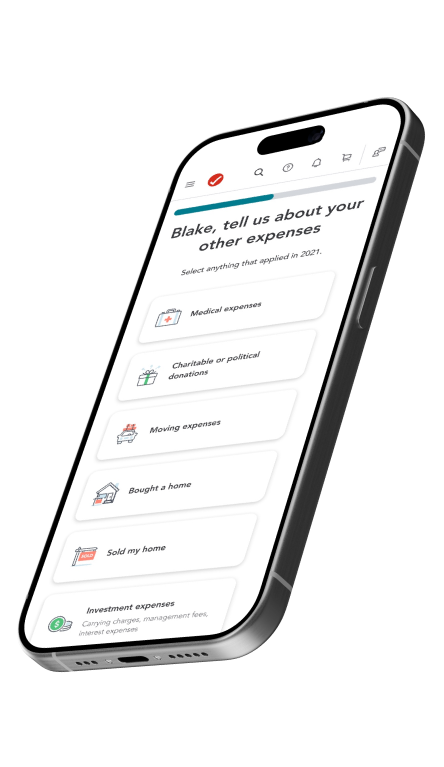 Blake, tell us about your
other expenses
Select anything that applied in 2021.
Medical expenses
Charitable or political
donations
Moving expenses
Bought a home
SOLD
Sold my home
Investment expenses
Carrying charges, management fees,
interest expenses